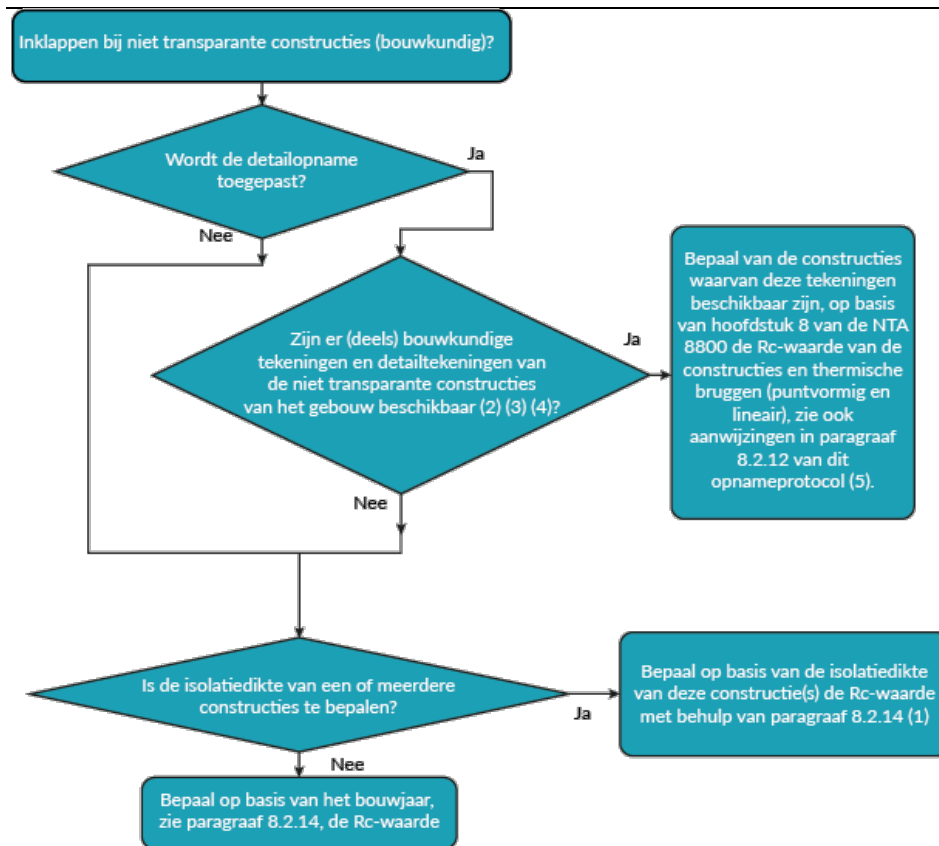 Inklappen bij niet transparante constructies (bouwkundig)?
Wordt de detailopname
toegepast?
Ja
Nee
Zijn er (deels) bouwkundige
tekeningen en detailtekeningen van
de niet transparante constructies
van het gebouw beschikbaar (2) (3) (4)?
Ja
Bepaal van de constructies
waarvan deze tekeningen
beschikbaar zijn, op basis
van hoofdstuk 8 van de NTA
8800 de Rc-waarde van de
constructies en thermische
bruggen (puntvormig en
lineair), zie ook
aanwijzingen in paragraaf
8.2.12 van dit
opnameprotocol (5).
Nee
Is de isolatiedikte van een of meerdere
constructies te bepalen?
Ja
Bepaal op basis van de isolatiedikte
van deze constructie(s) de Rc-waarde
met behulp van paragraaf 8.2.14 (1)
Nee
Bepaal op basis van het bouwjaar,
zie paragraaf 8.2.14, de Rc-waarde